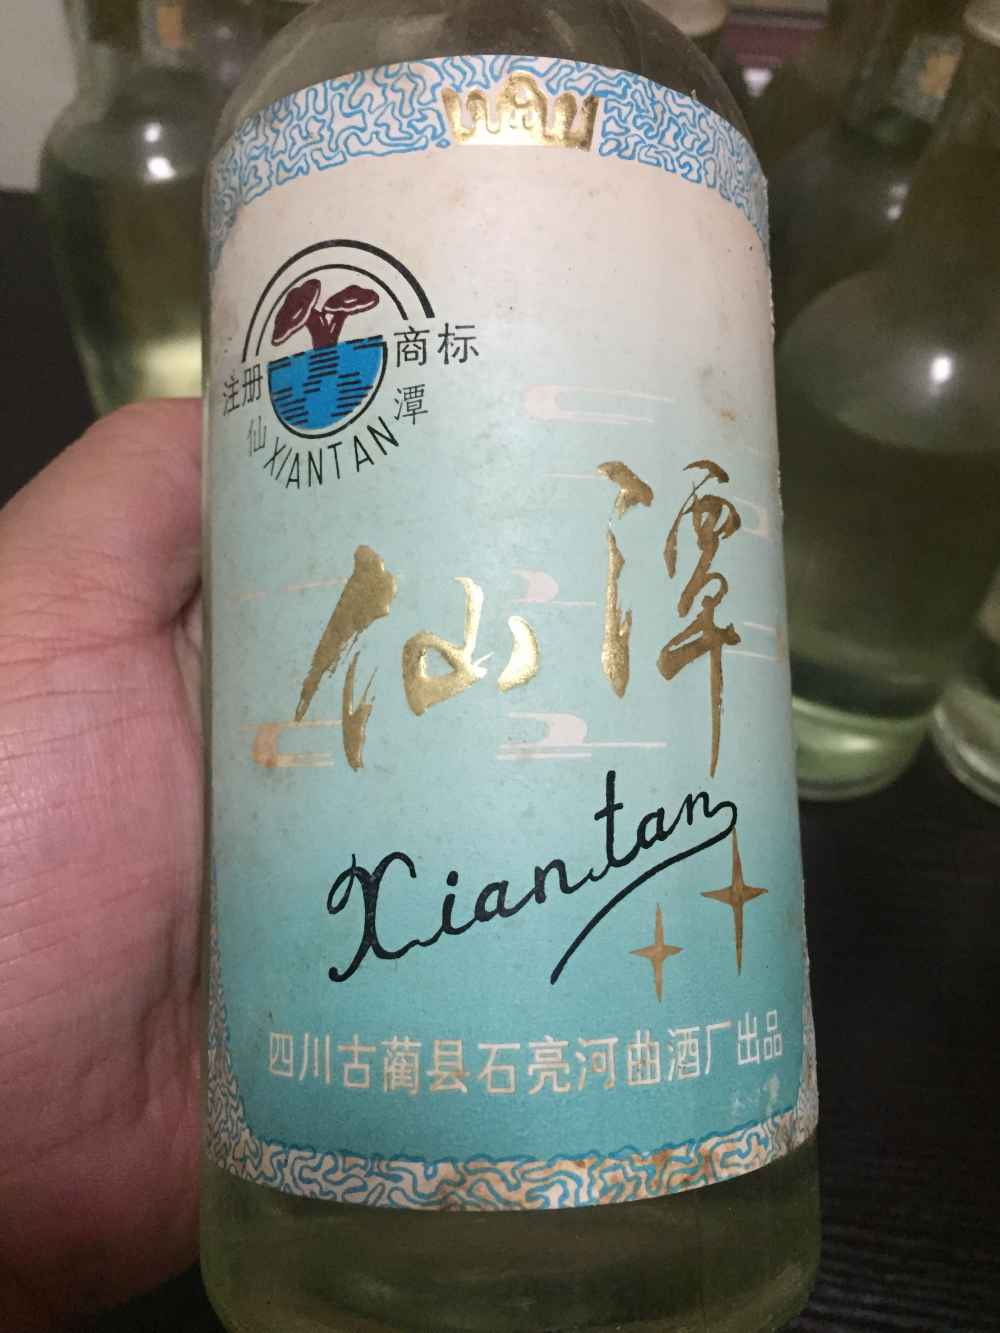 注册 商标
仙 XIANTAN 潭
仙潭
Xiantan
四川古蔺县石亮河曲酒厂出品